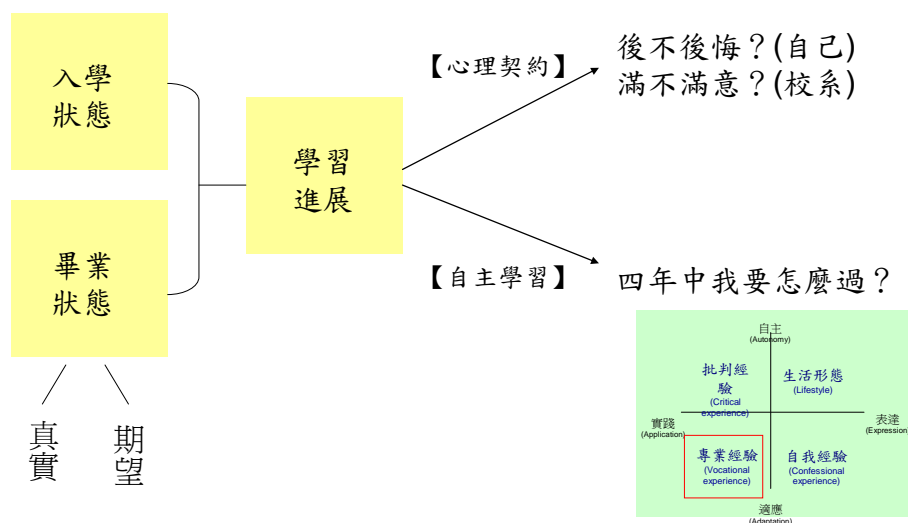 入學
狀態
畢業
狀態
真實
期望
學習
進展
【心理契約】
後不後悔？(自己)
滿不滿意？(校系)
【自主學習】
四年中我要怎麼過？
自主
(Autonomy)
批判經
驗
(Critical
experience)
生活形態
(Lifestyle)
實踐
(Application)
表達
(Expression)
專業經驗
(Vocational
experience)
自我經驗
(Confessional
experience)
適應
(Adaptation)